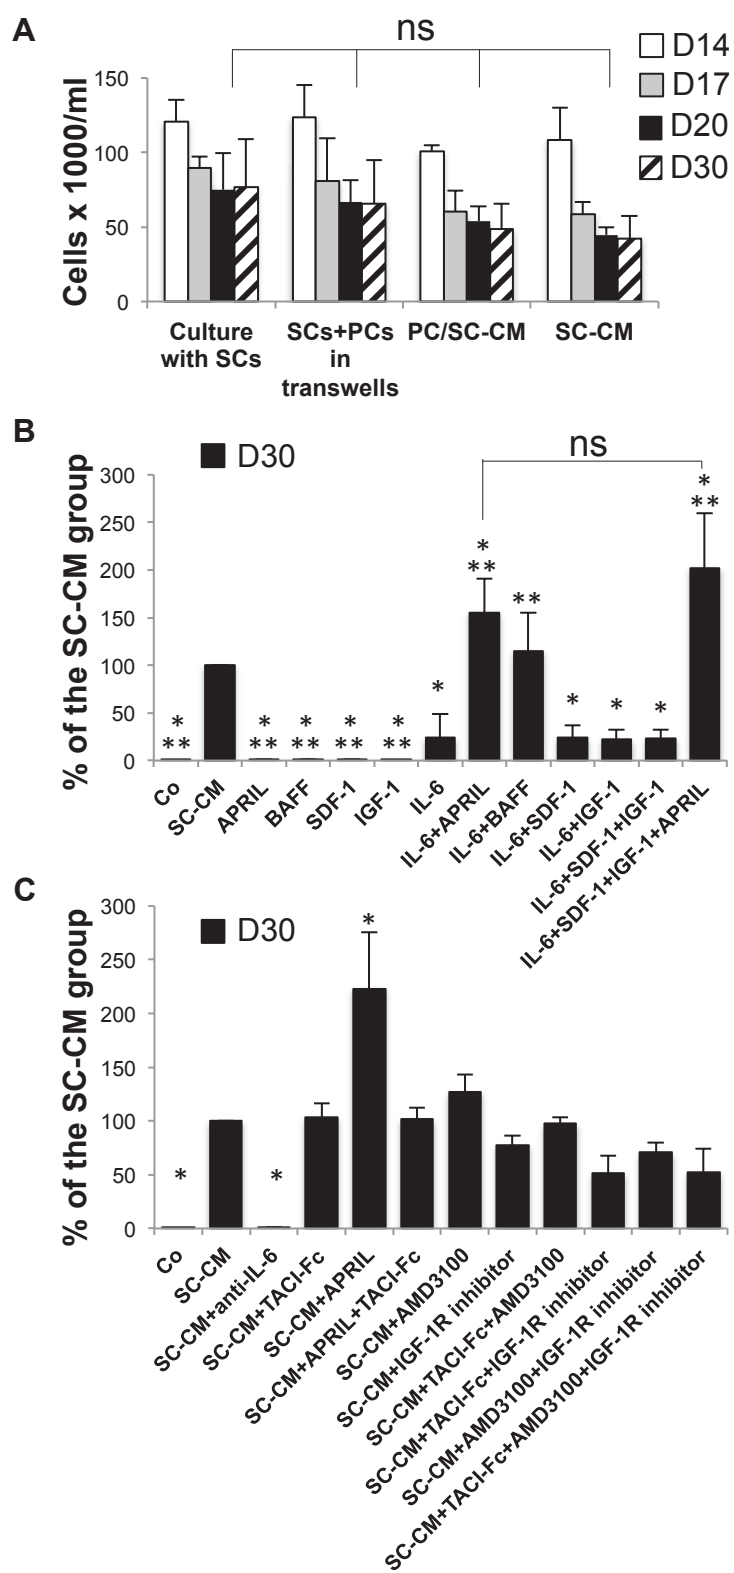 A
ns
D14
D17
D20
D30
Cells x 1000/ml
150
100
50
0
Culture with SCs
SCs+PCs in transwells
PC/SC-CM
SC-CM
B
D30
ns
% of the SC-CM group
300
250
200
150
100
50
0
*
**
*
**
*
**
*
**
*
**
*
*
**
**
*
*
*
*
**
Co
SC-CM
APRIL
BAFF
SDF-1
IGF-1
IL-6
IL-6+APRIL
IL-6+BAFF
IL-6+SDF-1
IL-6+IGF-1
IL-6+SDF-1+IGF-1
IL-6+SDF-1+IGF-1+APRIL
C
D30
% of the SC-CM group
300
250
200
150
100
50
0
*
*
*
Co
SC-CM
SC-CM+anti-IL-6
SC-CM+TACI-Fc
SC-CM+APRIL
SC-CM+APRIL+TACI-Fc
SC-CM+AMD3100
SC-CM+IGF-1R inhibitor
SC-CM+TACI-Fc+AMD3100
SC-CM+TACI-Fc+IGF-1R inhibitor
SC-CM+AMD3100+IGF-1R inhibitor
SC-CM+TACI-Fc+AMD3100+IGF-1R inhibitor